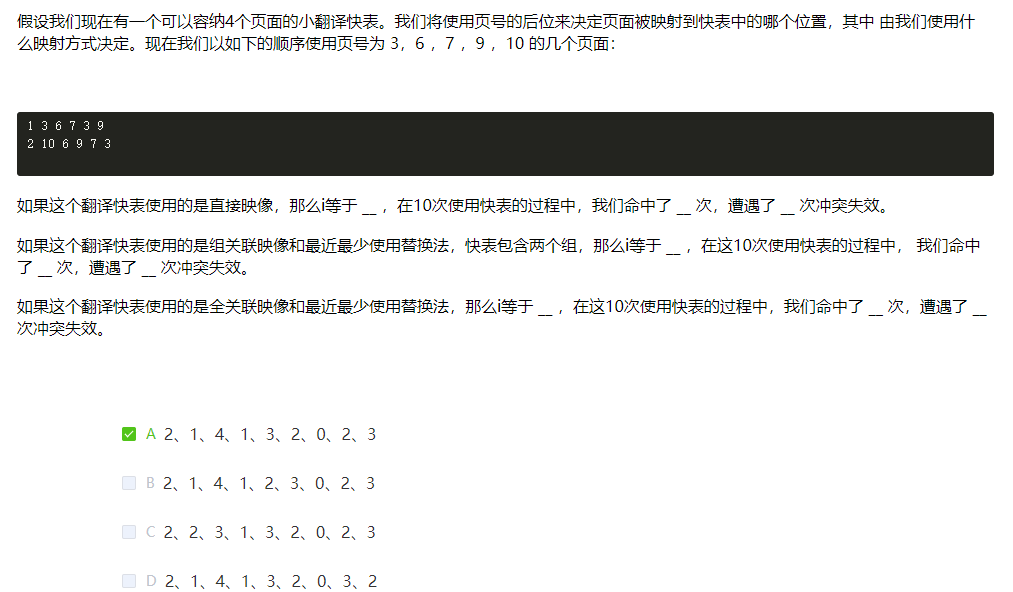 假设我们现在有一个可以容纳4个页面的小翻译快表。我们将使用页号的后位来决定页面被映射到快表中的哪个位置，其中 由我们使用什
么映射方式决定。现在我们以如下的顺序使用页号为 3，6 ，7 ，9 ，10 的几个页面：
1 3 6 7 3 9
2 10 6 9 7 3
如果这个翻译快表使用的是直接映像，那么i等于 __ ，在10次使用快表的过程中，我们命中了 __ 次，遭遇了 __ 次冲突失效。
如果这个翻译快表使用的是组关联映像和最近最少使用替换法，快表包含两个组，那么i等于 __ ，在这10次使用快表的过程中， 我们命中
了 __ 次，遭遇了 __ 次冲突失效。
如果这个翻译快表使用的是全关联映像和最近最少使用替换法，那么i等于 __ ，在这10次使用快表的过程中，我们命中了 __ 次，遭遇了 __
次冲突失效。
A 2、1、4、1、3、2、0、2、3
B 2、1、4、1、2、3、0、2、3
C 2、2、3、1、3、2、0、2、3
D 2、1、4、1、3、2、0、3、2